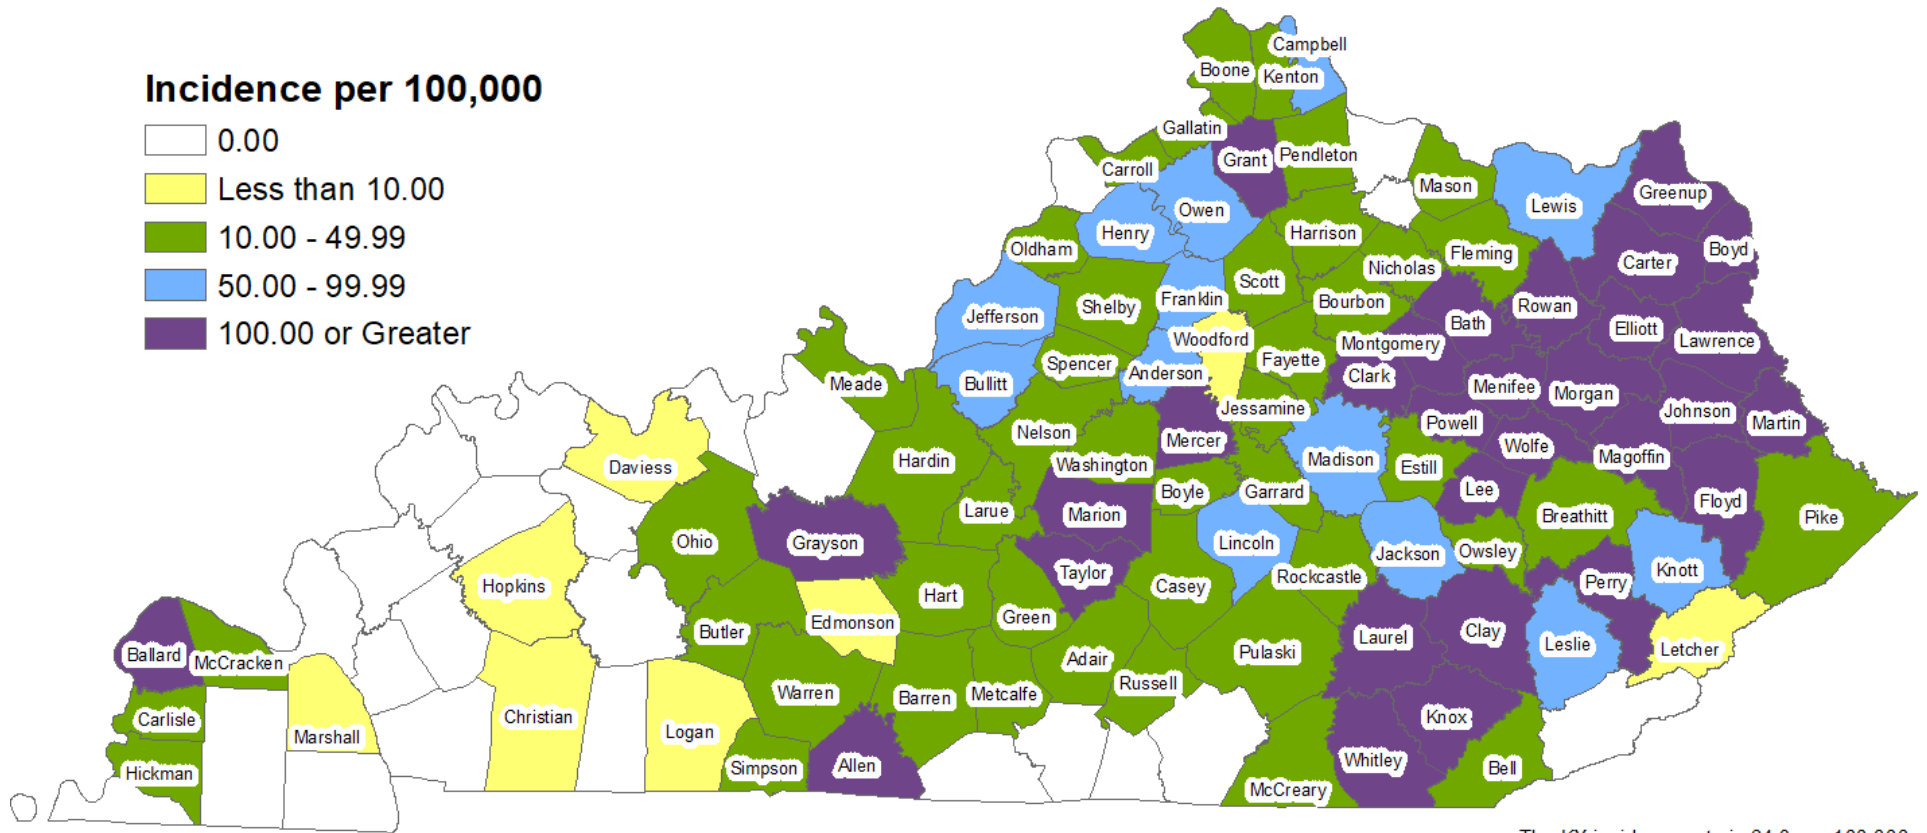 Incidence per 100,000
0.00
Less than 10.00
10.00 - 49.99
50.00 - 99.99
100.00 or Greater
Campbell
Boone
Kenton
Gallatin
Grant
Pendleton
Carroll
Mason
Greenup
Lewis
Owen
Henry
Harrison
Oldham
Boyd
Fleming
Carter
Nicholas
Scott
Franklin
Bourbon
Shelby
Rowan
Jefferson
Bath
Elliott
Woodford
Lawrence
Montgomery
Fayette
Spencer
Anderson
Clark
Meade
Bullitt
Menifee
Morgan
Jessamine
Johnson
Powell
Martin
Nelson
Mercer
Wolfe
Magoffin
Hardin
Washington
Madison
Daviess
Estill
Boyle
Garrard
Lee
Floyd
Larue
Marion
Breathitt
Pike
Ohio
Grayson
Lincoln
Jackson
Owsley
Taylor
Knott
Rockcastle
Perry
Hopkins
Casey
Hart
Green
Edmonson
Butler
Clay
Laurel
Leslie
Letcher
Ballard
McCracken
Pulaski
Adair
Russell
Warren
Barren
Metcalfe
Carlisle
Christian
Knox
Logan
Marshall
Whitley
Allen
Simpson
Bell
Hickman
McCreary